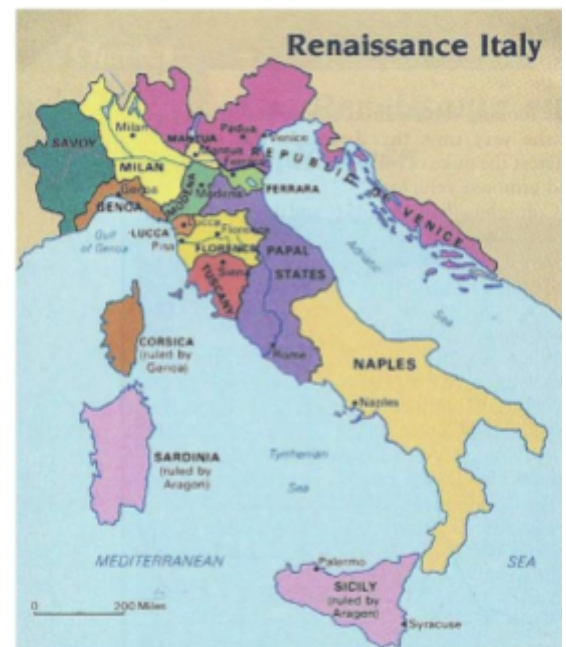 Renaissance Italy
SAVOY
Milan
MILAN
MANTUA
Mantua
Padua
Venice
REPUBLIC OF VENICE
Ferrara
FERRARA
Genoa
GENOA
MODENA
Modena
Gulf
of Genoa
LUCCA
Lucca
Pisa
Florence
FLORENCE
Siena
TUSCANY
PAPAL
STATES
Rome
Adriatic
Sea
CORSICA
(ruled by
Genoa)
NAPLES
Naples
SARDINIA
(ruled by
Aragon)
Tyrrhenian
Sea
MEDITERRANEAN
SEA
Palermo
SICILY
(ruled by
Aragon)
Syracuse
0 200 Miles